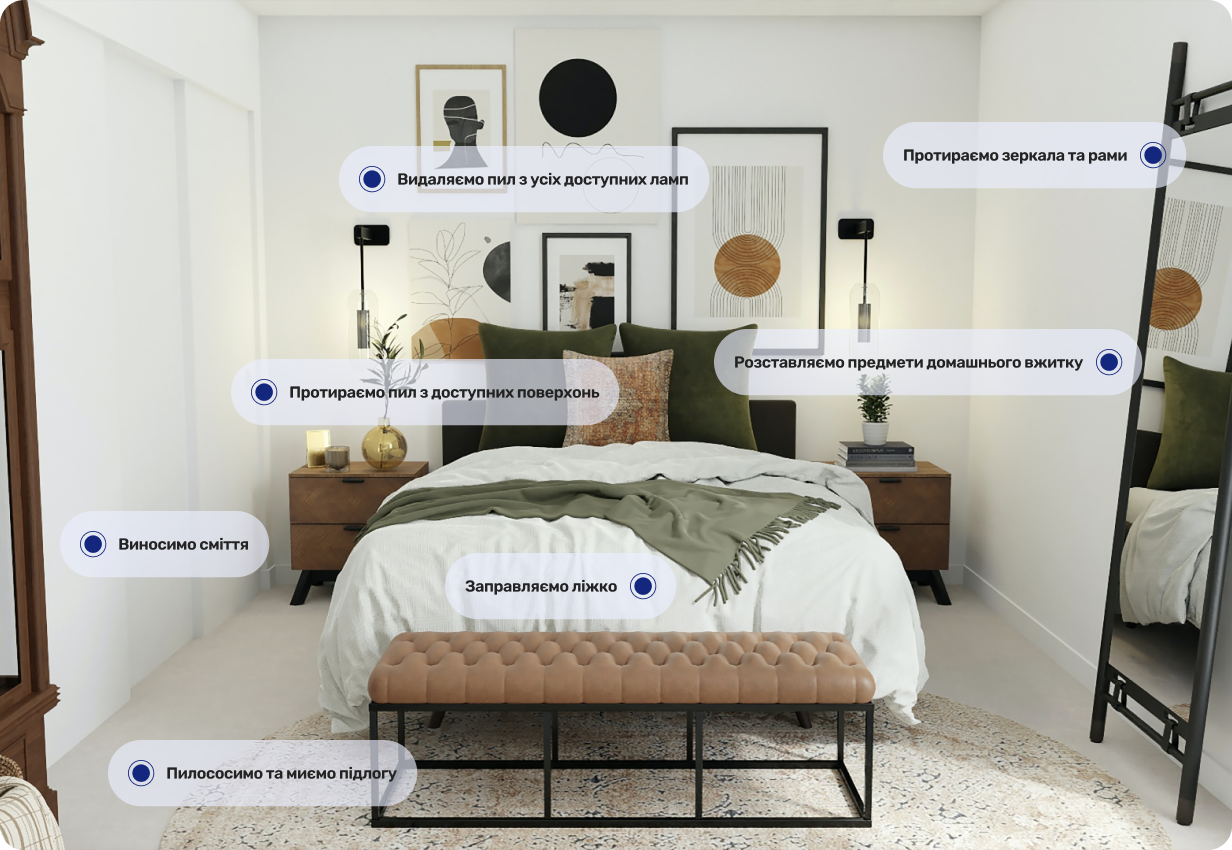 Протираємо зеркала та рами
Видаляємо пил з усіх доступних ламп
Розставляємо предмети домашнього вжитку
Протираємо пил з доступних поверхонь
Виносимо сміття
Заправляємо ліжко
Пилососимо та миємо підлогу